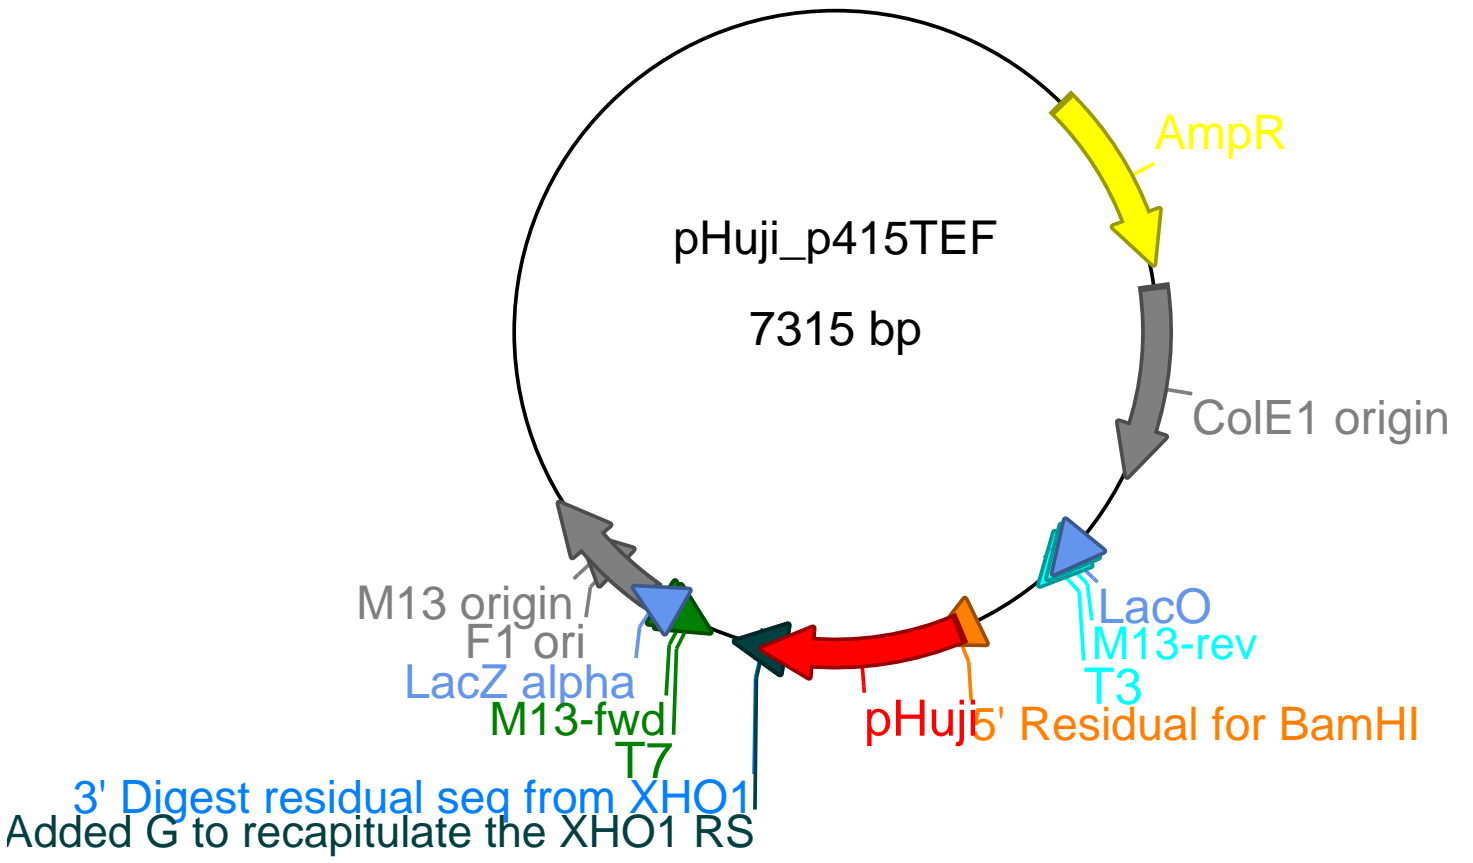 AmpR
pHuji_p415TEF
7315 bp
ColE1 origin
M13 origin
LacO
F1 ori
M13-rev
LacZ alpha
T3
M13-fwd
pHuji
5' Residual for BamHI
T7
3' Digest residual seq from XHO1
Added G to recapitulate the XHO1 RS